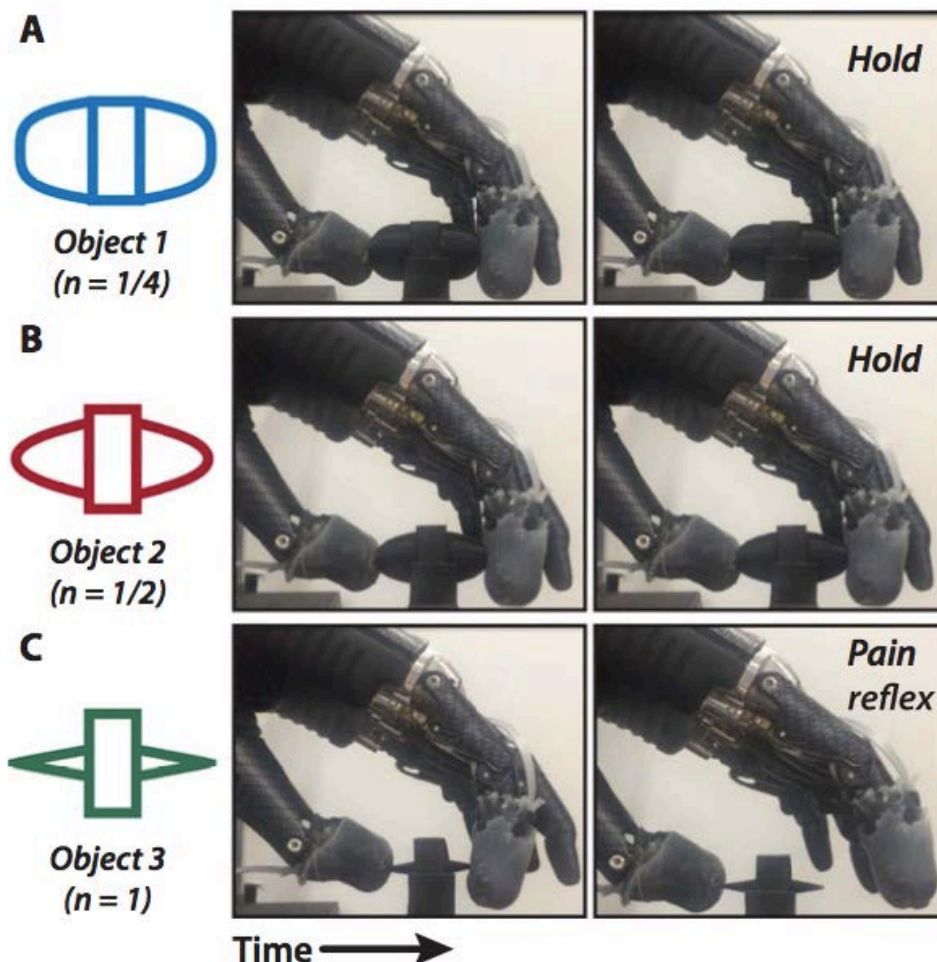 A
Hold
Object 1
(n = 1/4)
B
Hold
Object 2
(n = 1/2)
C
Pain
reflex
Object 3
(n = 1)
Time